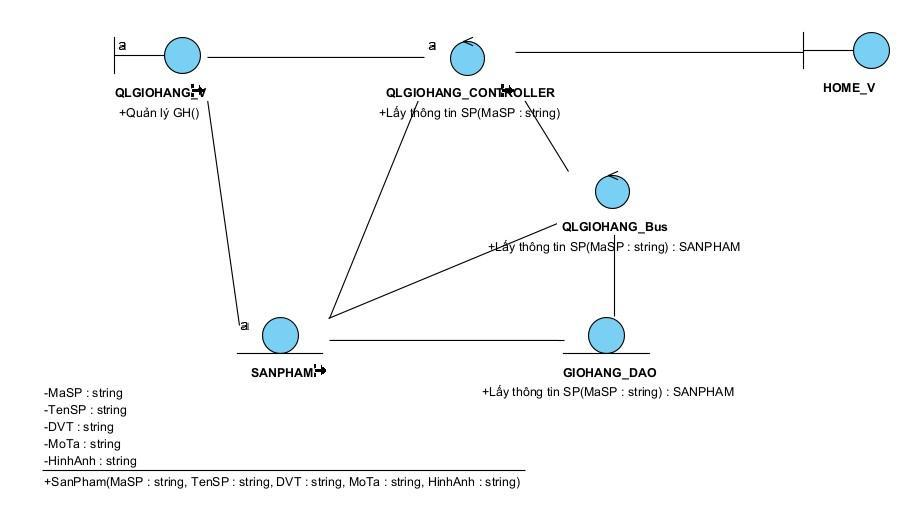 a
a
QLGIOHANG_V
QLGIOHANG_CONTROLLER
HOME_V
+Quản lý GH()
+Lấy thông tin SP(MaSP : string)
QLGIOHANG_Bus
+Lấy thông tin SP(MaSP : string) : SANPHAM
a
SANPHAM
GIOHANG_DAO
+Lấy thông tin SP(MaSP : string) : SANPHAM
-MaSP : string
-TenSP : string
-DVT : string
-MoTa : string
-HinhAnh : string
+SanPham(MaSP : string, TenSP : string, DVT : string, MoTa : string, HinhAnh : string)